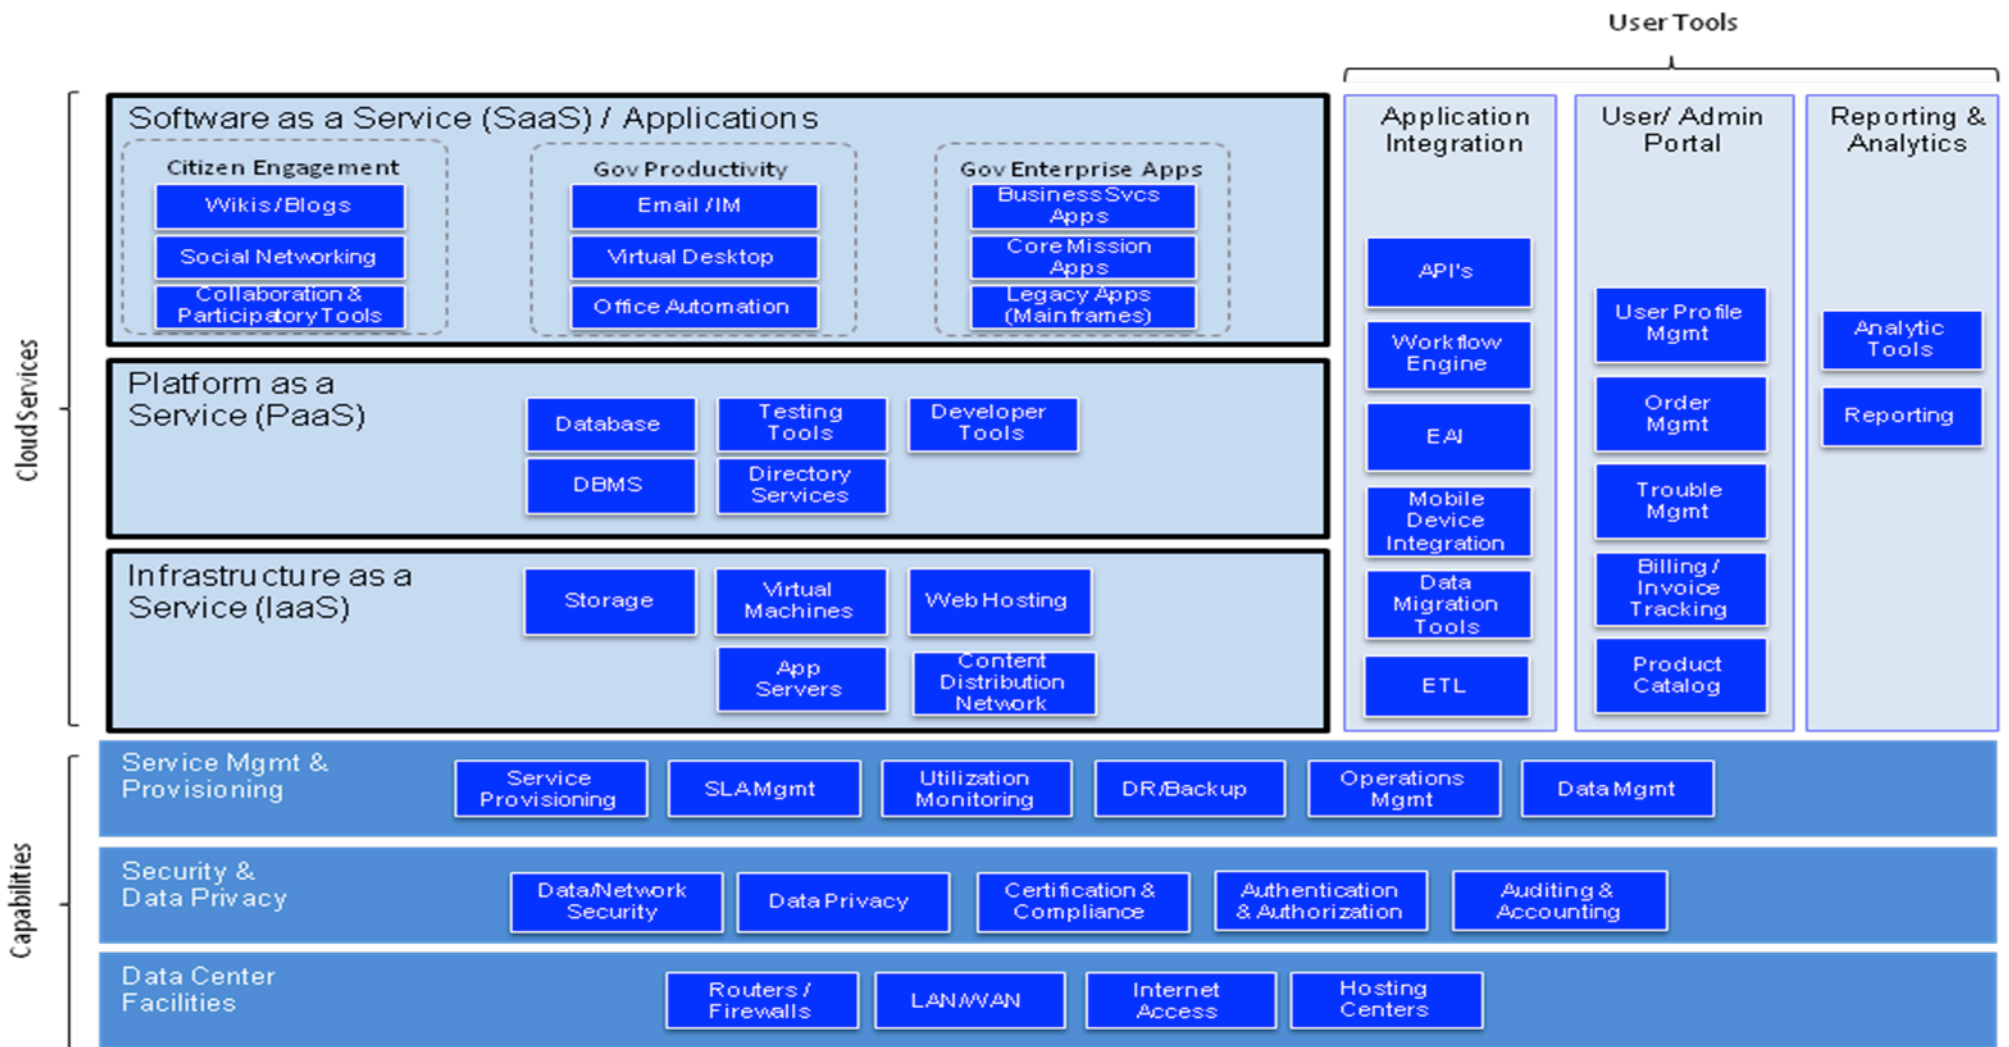 User Tools
Cloud Services
Software as a Service (SaaS) / Applications
Citizen Engagement
Wikis/Blogs
Social Networking
Collaboration &
Participatory Tools
Gov Productivity
Email /IM
Virtual Desktop
Office Automation
Gov Enterprise Apps
Business Svcs
Apps
Core Mission
Apps
Legacy Apps
(Mainframes)
Platform as a
Service (PaaS)
Database
Testing
Tools
Developer
Tools
DBMS
Directory
Services
Infrastructure as a
Service (IaaS)
Storage
Virtual
Machines
Web Hosting
App
Servers
Content
Distribution
Network
Application
Integration
API's
Workflow
Engine
EAI
Mobile
Device
Integration
Data
Migration
Tools
ETL
User/ Admin
Portal
User Profile
Mgmt
Order
Mgmt
Trouble
Mgmt
Billing /
Invoice
Tracking
Product
Catalog
Reporting &
Analytics
Analytic
Tools
Reporting
Capabilities
Service Mgmt &
Provisioning
Service
Provisioning
SLA Mgmt
Utilization
Monitoring
DR/Backup
Operations
Mgmt
Data Mgmt
Security &
Data Privacy
Data/Network
Security
Data Privacy
Certification &
Compliance
Authentication
& Authorization
Auditing &
Accounting
Data Center
Facilities
Routers /
Firewalls
LAN/WAN
Internet
Access
Hosting
Centers